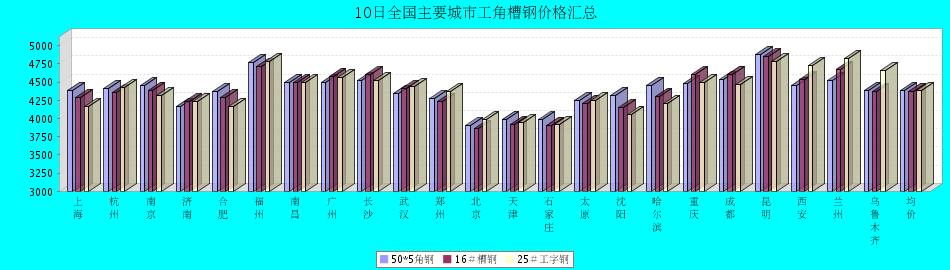 10日全国主要城市工角槽钢价格汇总
5000
4750
4500
4250
4000
3750
3500
3250
3000
上海
杭州
南京
济南
合肥
福州
南昌
广州
长沙
武汉
郑州
北京
天津
石家庄
太原
沈阳
哈尔滨
重庆
成都
昆明
西安
兰州
乌鲁木齐
均价
50*5角钢
16#槽钢
25#工字钢